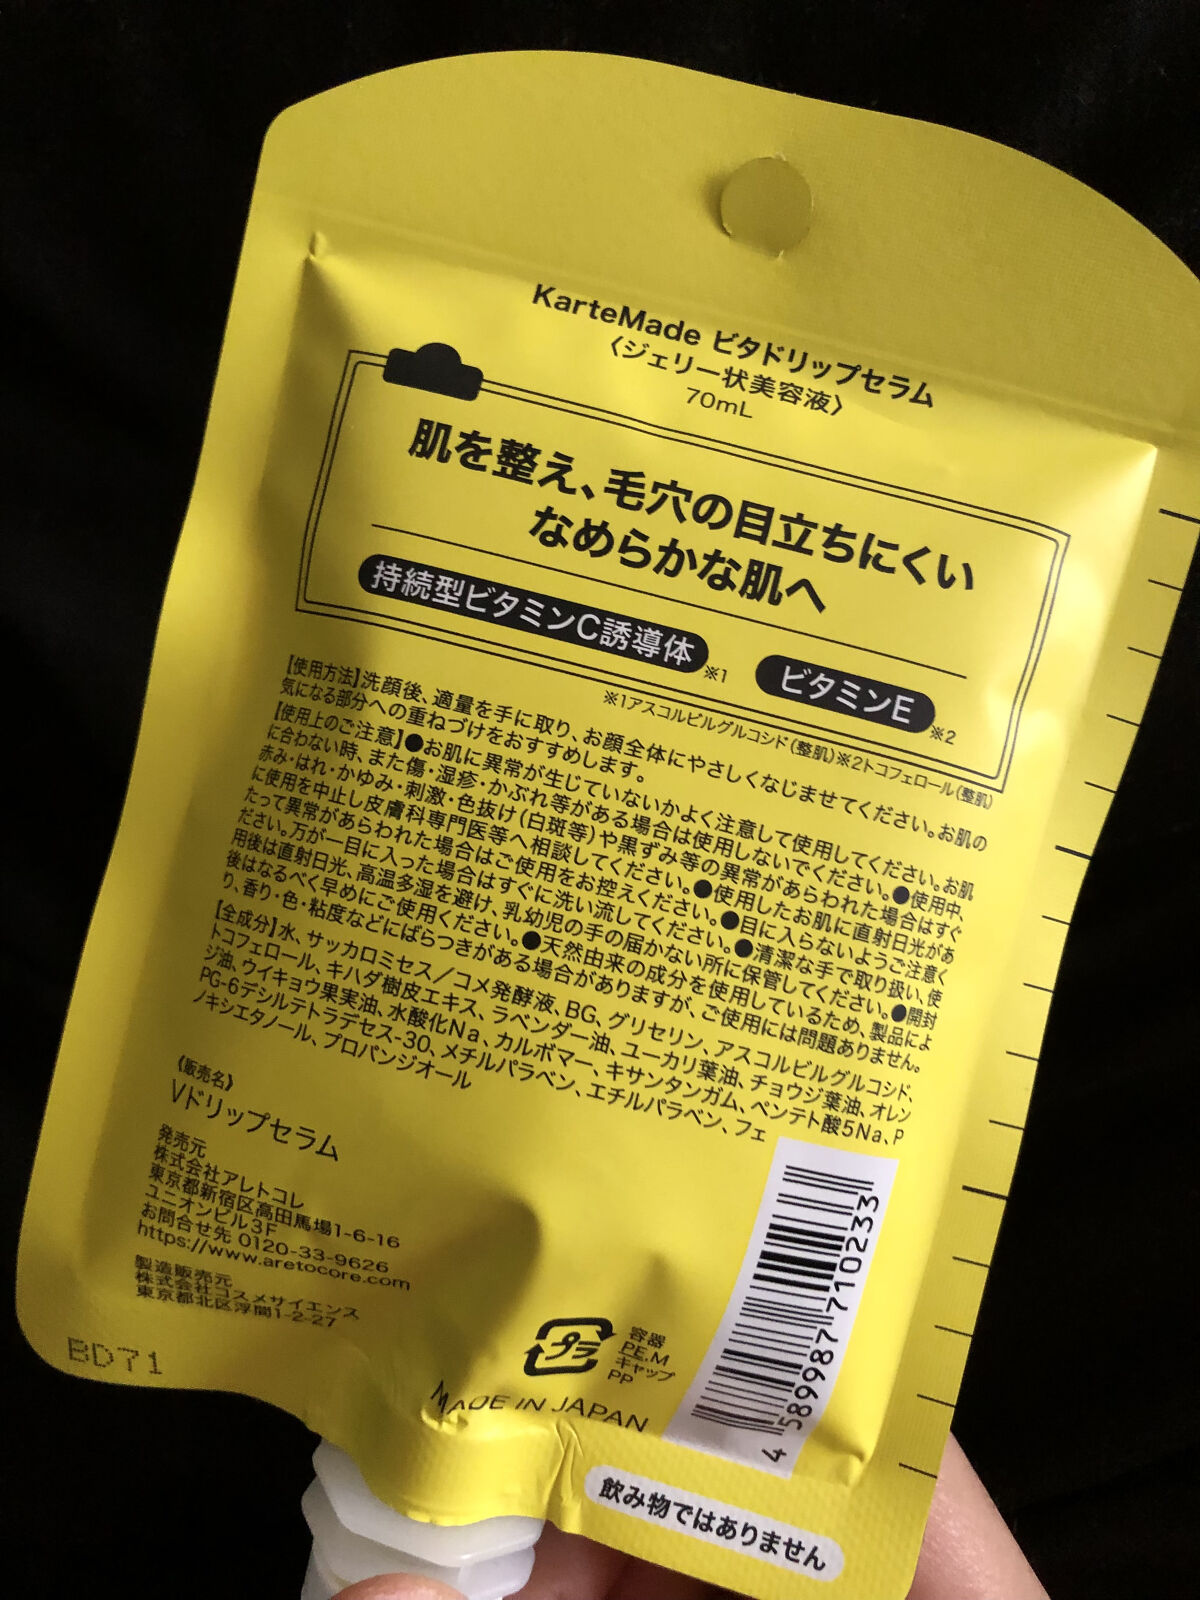 KarteMade ビタドリップセラム
〈ジェリー状美容液〉
70mL
肌を整え、毛穴の目立ちにくい
なめらかな肌へ
持続型ビタミンC誘導体 ※1 ビタミンE ※2
※1アスコルビルグルコシド(整肌)※2トコフェロール(整肌)
【使用方法】洗顔後、適量を手に取り、お顔全体にやさしくなじませてください。お肌の
気になる部分への重ねづけをおすすめします。
【使用上のご注意】●お肌に異常が生じていないかよく注意して使用してください。お肌
に合わない時、また傷・湿疹・かぶれ等がある場合は使用しないでください。●使用中、
赤み・はれ・かゆみ・刺激・色抜け(白斑等)や黒ずみ等の異常があらわれた場合はすぐ
に使用を中止し皮膚科専門医等へ相談してください。●使用したお肌に直射日光があ
たって異常があらわれた場合はご使用をお控えください。●目に入らないようご注意く
ださい。万が一目に入った場合はすぐに洗い流してください。●清潔な手で取り扱い、使
用後は直射日光、高温多湿を避け、乳幼児の手の届かない所に保管してください。●開封
後はなるべく早めにご使用ください。●天然由来の成分を使用しているため、製品によ
り、香り・色・粘度などにばらつきがある場合がありますが、ご使用には問題ありません。
【全成分】水、サッカロミセス/コメ発酵液、BG、グリセリン、アスコルビルグルコシド、
トコフェロール、キハダ樹皮エキス、ラベンダー油、ユーカリ葉油、チョウジ葉油、オレン
ジ油、ウイキョウ果実油、水酸化Na、カルボマー、キサンタンガム、ペンテト酸5Na、P
PG-6デシルテトラデセス-30、メチルパラベン、エチルパラベン、フェ
ノキシエタノール、プロパンジオール
《販売名》
Vドリップセラム
発売元
株式会社アレトコレ
東京都新宿区高田馬場1-6-16
ユニオンビル3F
お問合せ先 0120-33-9626
https://www.aretocore.com
製造販売元
株式会社コスメサイエンス
東京都北区浮間1-2-27
BD71
プラ
容器
PE,M
キャップ
PP
MADE IN JAPAN
4 589987 710233
飲み物ではありません